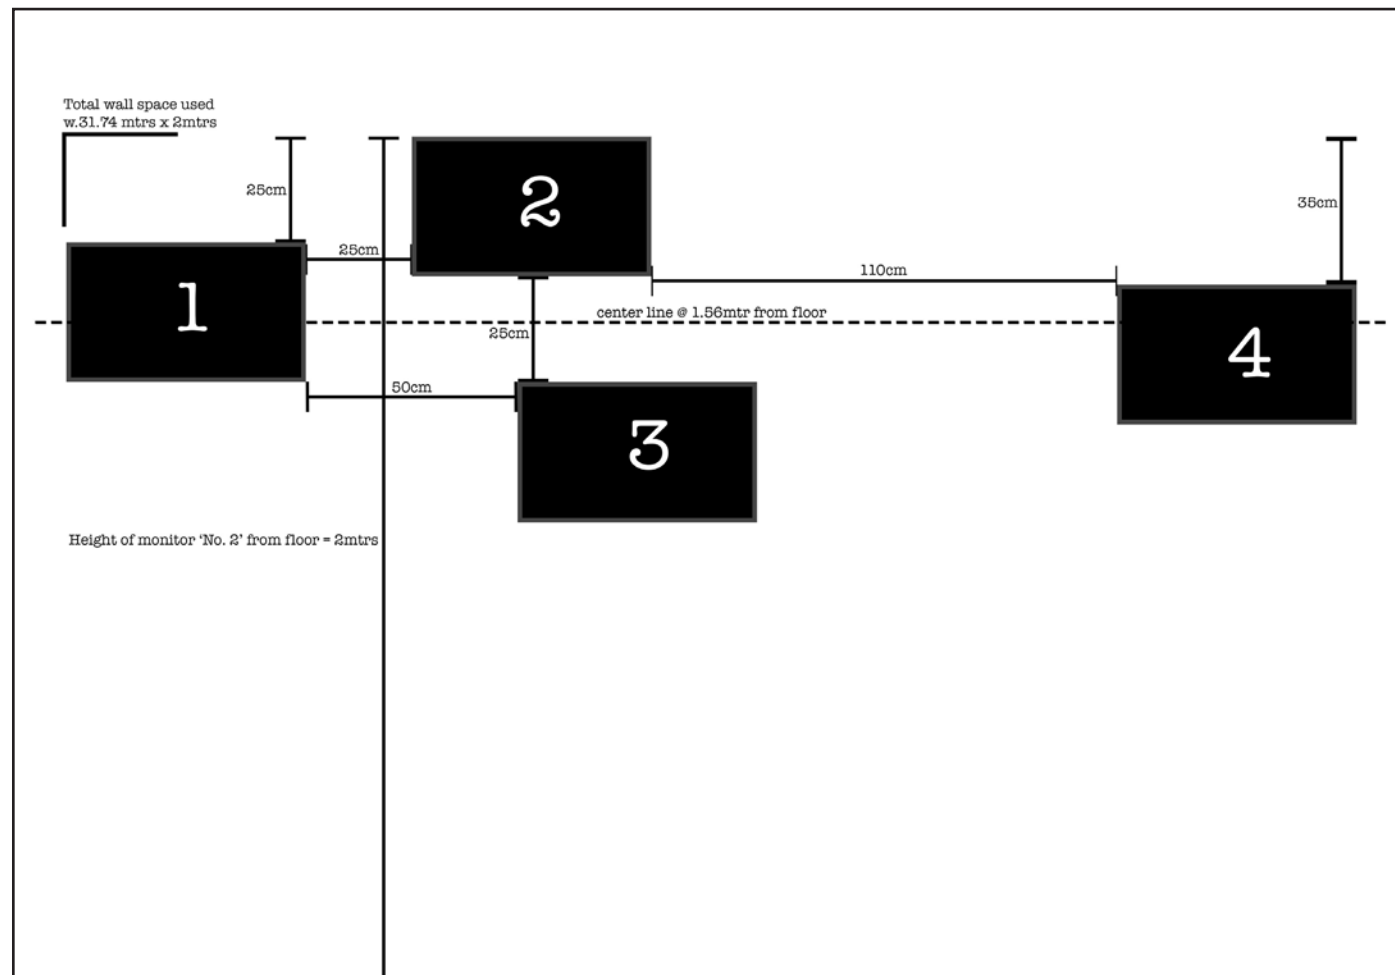 Total wall space used
w.31.74 mtrs x 2mtrs
25cm
2
35cm
25cm
110cm
1
center line @ 1.56mtr from floor
25cm
4
50cm
3
Height of monitor ‘No. 2’ from floor = 2mtrs